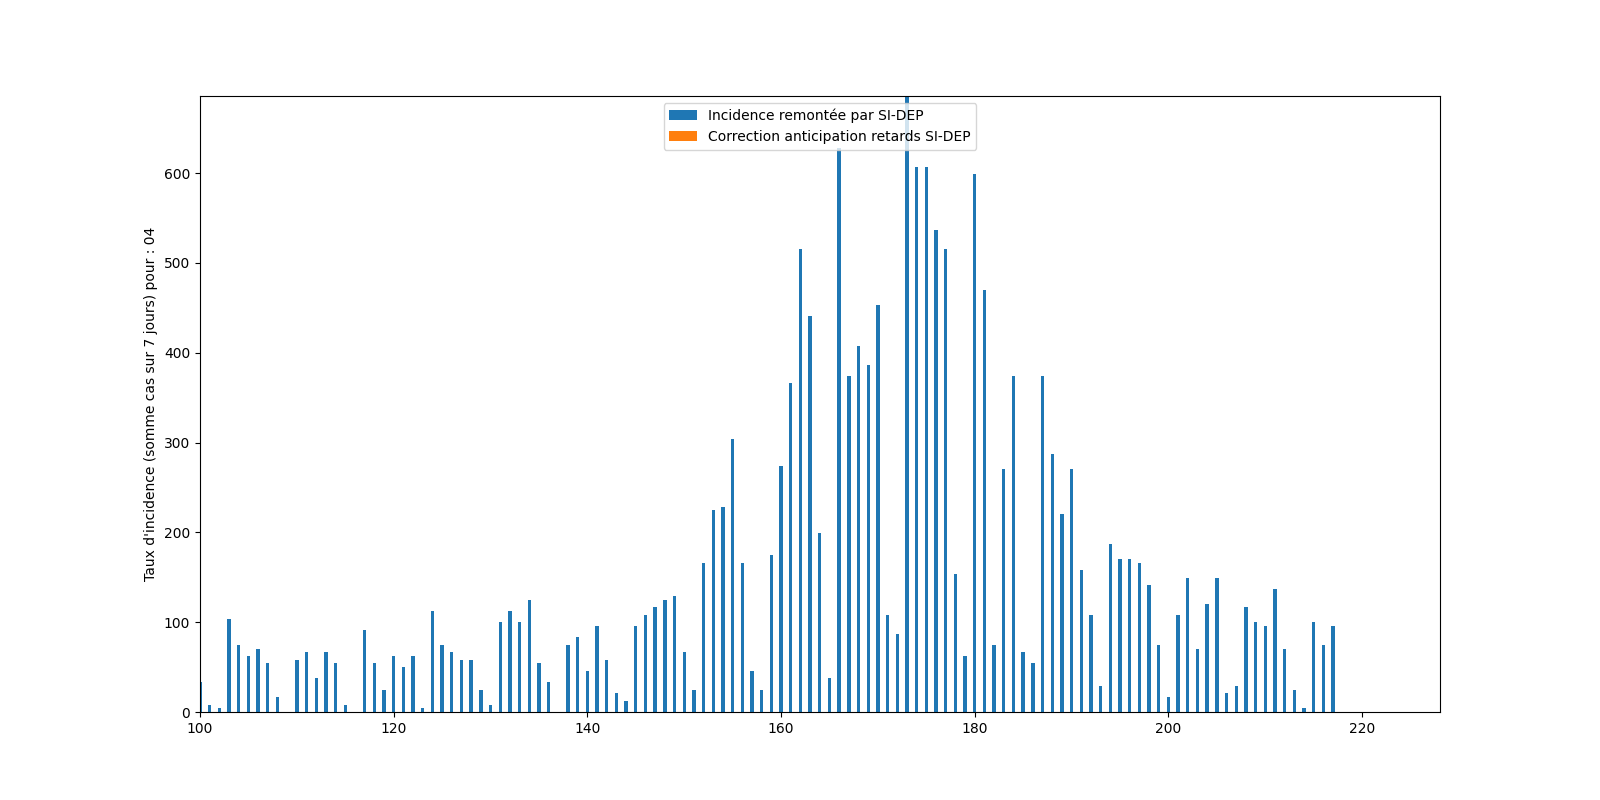 Incidence remontée par SI-DEP
Correction anticipation retards SI-DEP
Taux d'incidence (somme cas sur 7 jours) pour : 04
600
500
400
300
200
100
0
100 120 140 160 180 200 220